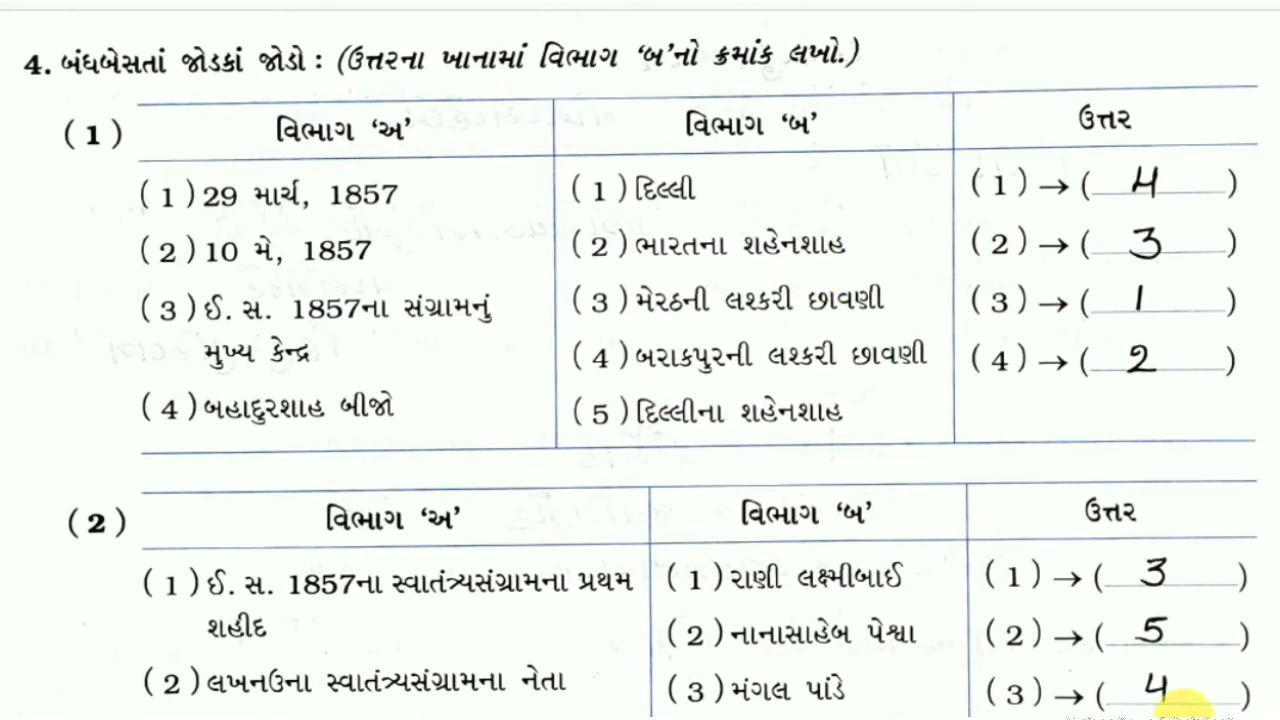 4. બંધબેસતાં જોડકાં જોડો : (ઉત્તરના ખાનામાં વિભાગ ‘બ’નો ક્રમાંક લખો.)
(1) વિભાગ ‘અ’ વિભાગ ‘બ’ ઉત્તર
(1) 29 માર્ચ, 1857 (1) દિલ્લી (1) → ( 4 )
(2) 10 મે, 1857 (2) ભારતના શહેનશાહ (2) → ( 3 )
(3) ઈ. સ. 1857ના સંગ્રામનું (3) મેરઠની લશ્કરી છાવણી (3) → ( 1 )
મુખ્ય કેન્દ્ર (4) બરાકપુરની લશ્કરી છાવણી (4) → ( 2 )
(4) બહાદુરશાહ બીજો (5) દિલ્લીના શહેનશાહ
(2) વિભાગ ‘અ’ વિભાગ ‘બ’ ઉત્તર
(1) ઈ. સ. 1857ના સ્વાતંત્ર્યસંગ્રામના પ્રથમ (1) રાણી લક્ષ્મીબાઈ (1) → ( 3 )
શહીદ (2) નાનાસાહેબ પેશ્વા (2) → ( 5 )
(2) લખનઉના સ્વાતંત્ર્યસંગ્રામના નેતા (3) મંગલ પાંડે (3) → ( 4 )